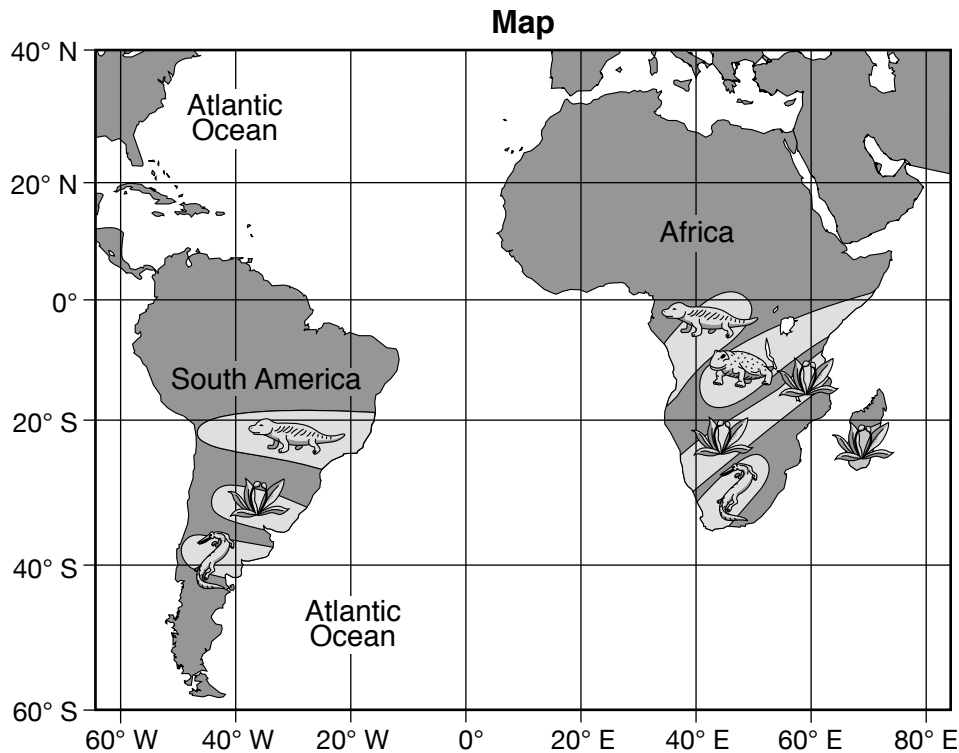 Map
40° N
Atlantic
Ocean
20° N
Africa
0°
South America
20° S
40° S
Atlantic
Ocean
60° S
60° W 40° W 20° W 0° 20° E 40° E 60° E 80° E